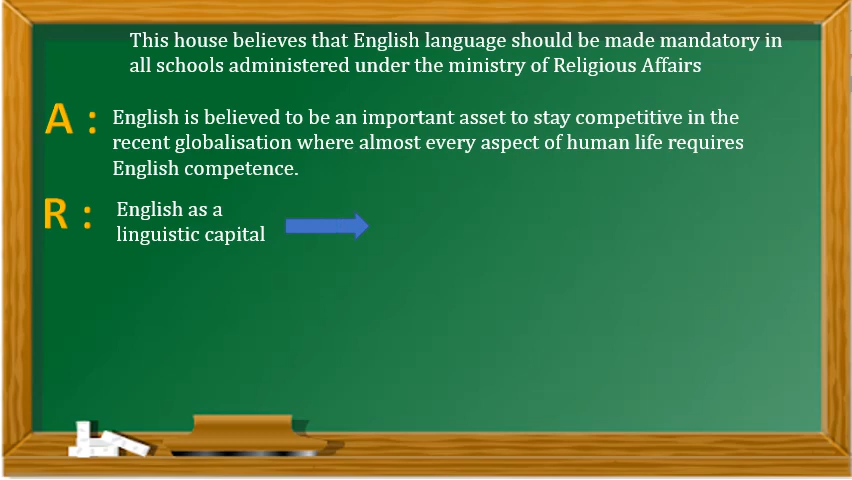 This house believes that English language should be made mandatory in
all schools administered under the ministry of Religious Affairs
A : English is believed to be an important asset to stay competitive in the
recent globalisation where almost every aspect of human life requires
English competence.
R : English as a
linguistic capital